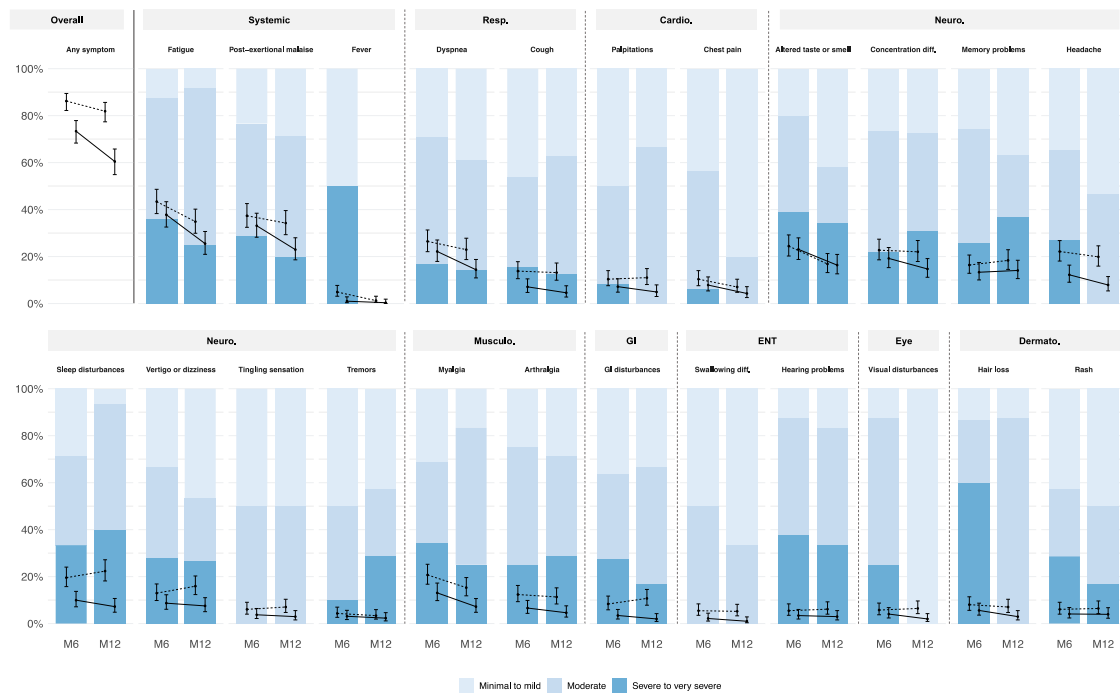 Overall Systemic Resp. Cardio. Neuro.
Any symptom Fatigue Post−exertional malaise Fever Dyspnea Cough Palpitations Chest pain Altered taste or smell Concentration diff. Memory problems Headache
100%
80%
60%
40%
20%
0%
Neuro. Musculo. GI ENT Eye Dermato.
Sleep disturbances Vertigo or dizziness Tingling sensation Tremors Myalgia Arthralgia GI disturbances Swallowing diff. Hearing problems Visual disturbances Hair loss Rash
100%
80%
60%
40%
20%
0%
M6 M12 M6 M12 M6 M12 M6 M12 M6 M12 M6 M12 M6 M12 M6 M12 M6 M12 M6 M12 M6 M12 M6 M12
Minimal to mild Moderate Severe to very severe